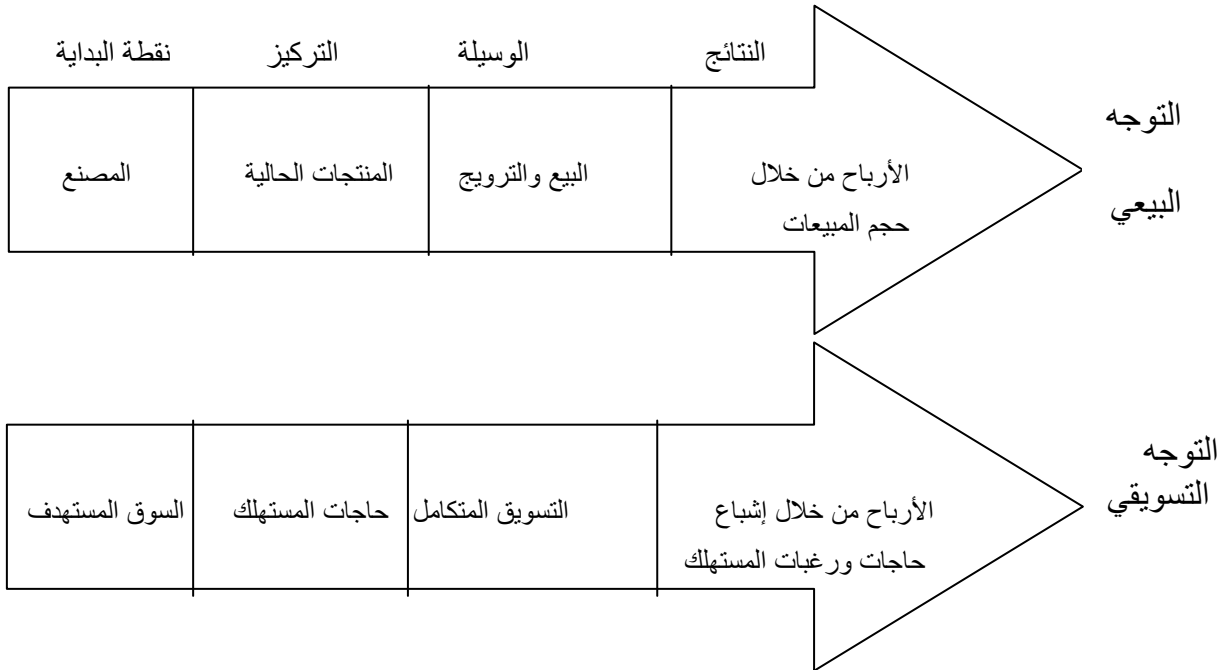 نقطة البداية
التركيز
الوسيلة
النتائج
المصنع
المنتجات الحالية
البيع والترويج
الأرباح من خلال
حجم المبيعات
التوجه
البيعي
السوق المستهدف
حاجات المستهلك
التسويق المتكامل
الأرباح من خلال إشباع
حاجات ورغبات المستهلك
التوجه
التسويقي